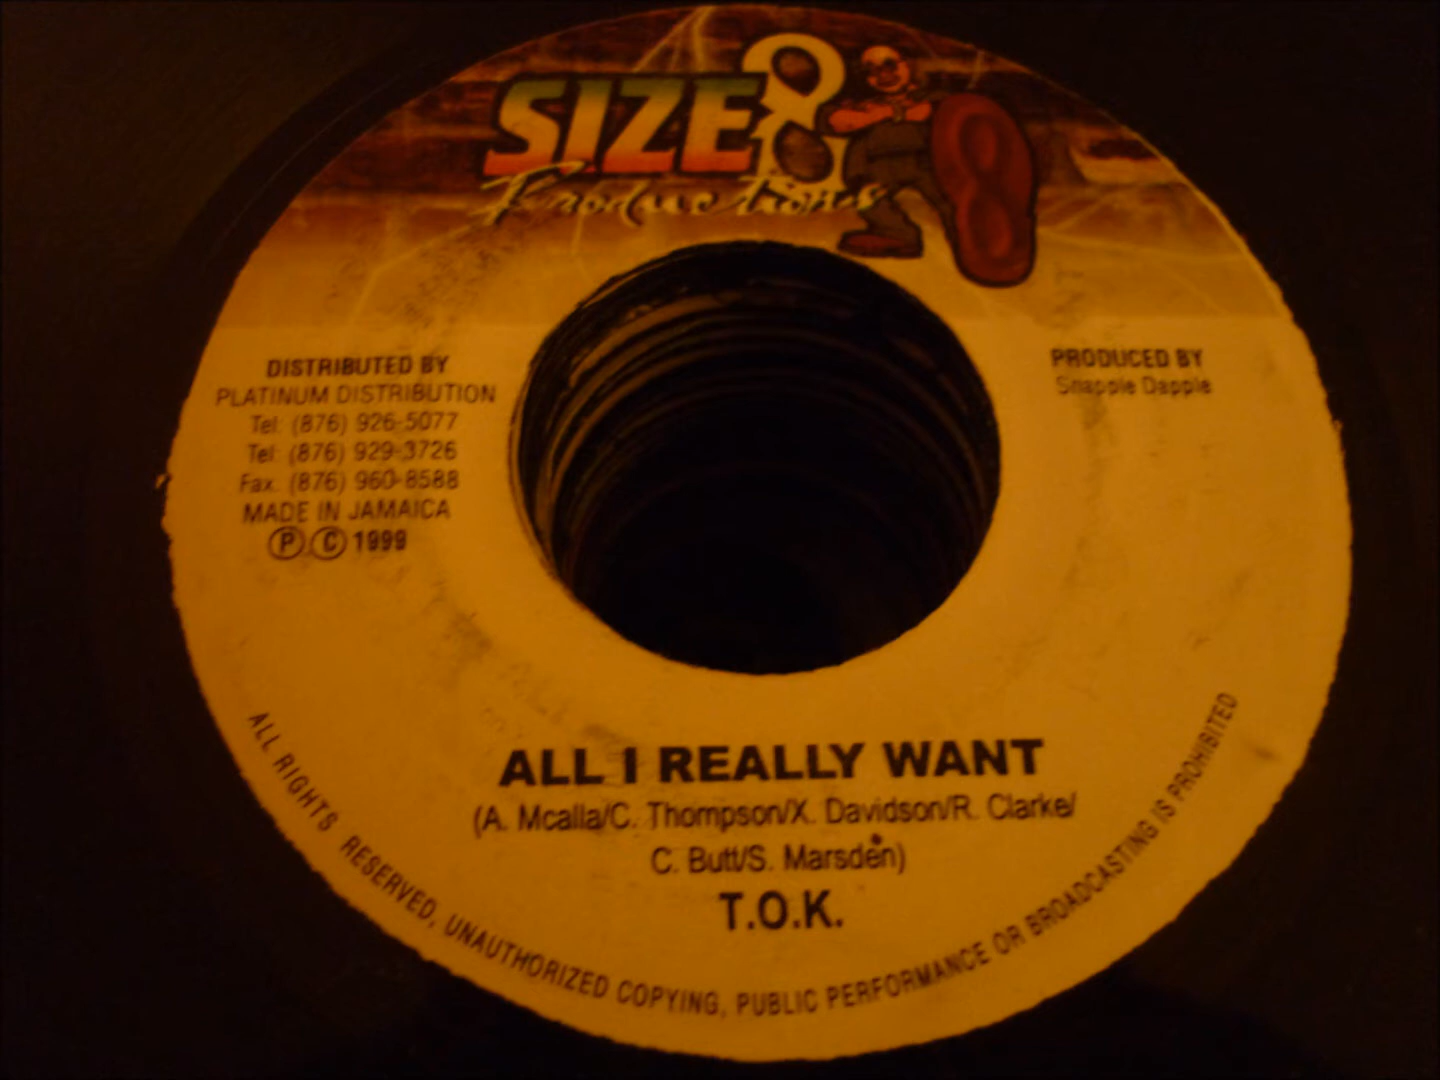 SIZE 8
Productions
DISTRIBUTED BY
PLATINUM DISTRIBUTION
Tel: (876) 926-5077
Tel: (876) 929-3726
Fax. (876) 960-8588
MADE IN JAMAICA
Ⓟ.Ⓒ 1999
PRODUCED BY
Snapple Dapple
ALL I REALLY WANT
(A. Mcalla/C. Thompson/X. Davidson/R. Clarke/
C. Butt/S. Marsden)
T.O.K.
ALL RIGHTS RESERVED, UNAUTHORIZED COPYING, PUBLIC PERFORMANCE OR BROADCASTING IS PROHIBITED